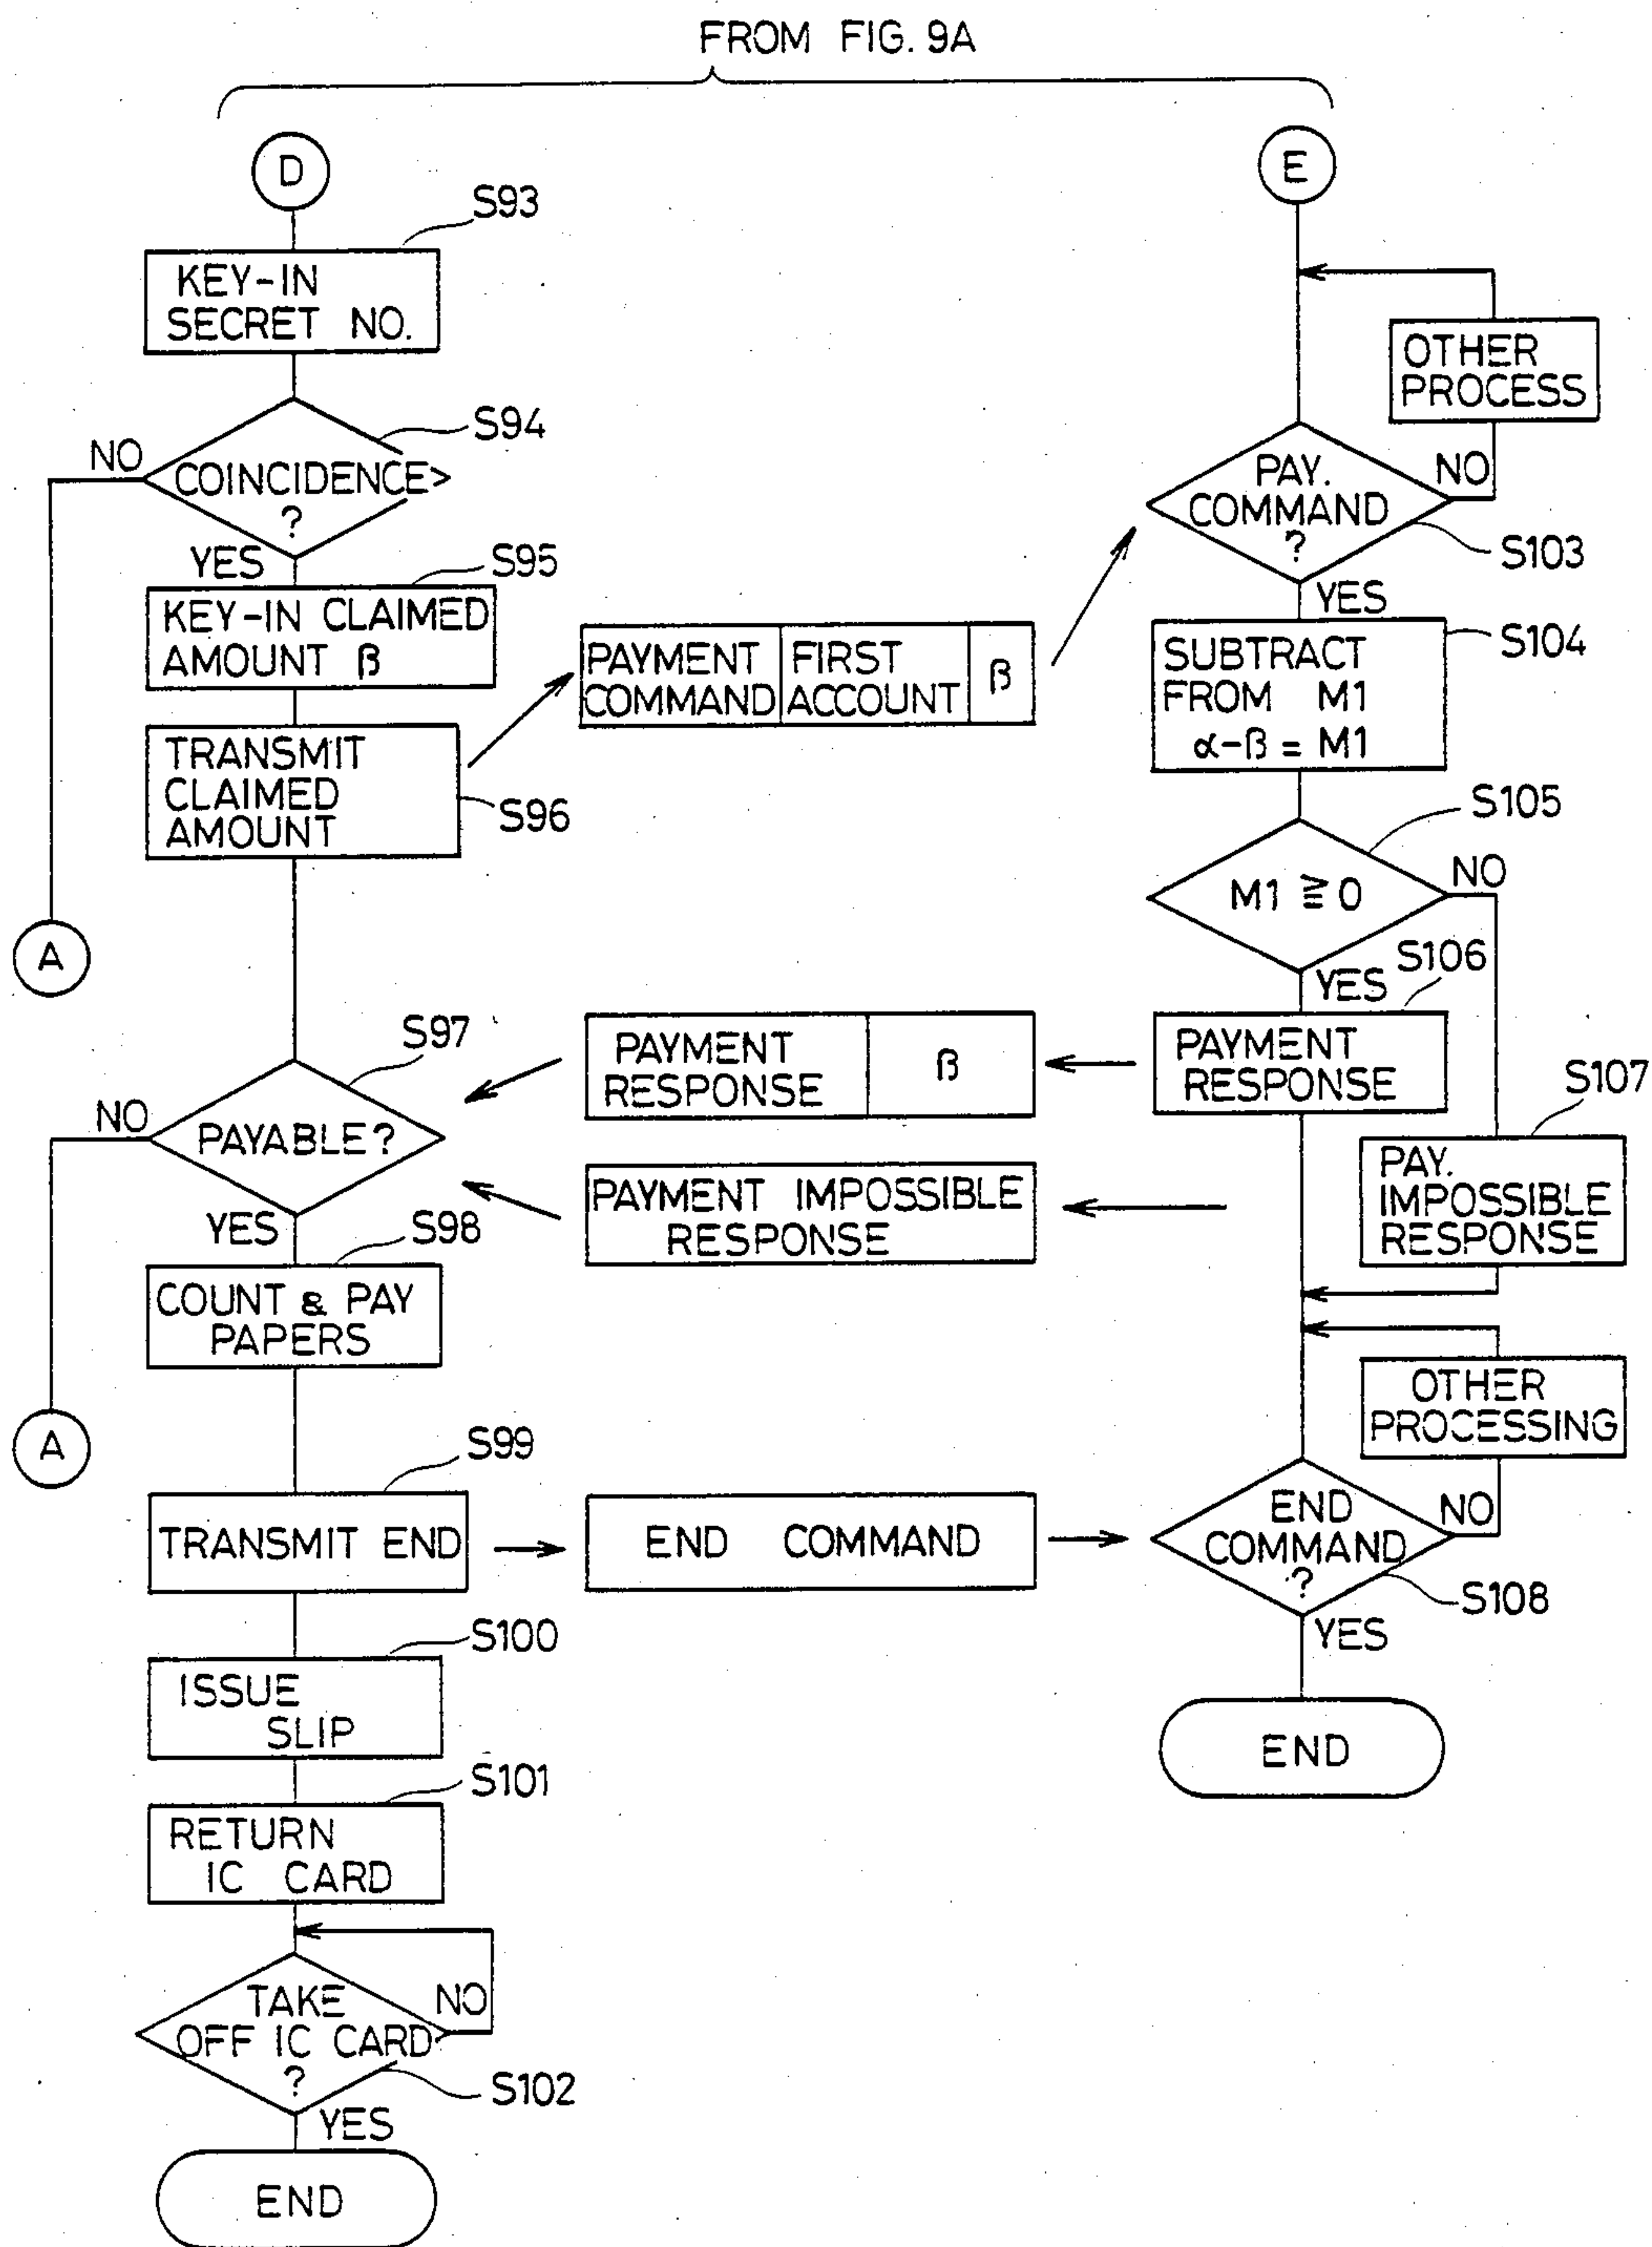 FROM FIG. 9A
D
S93
KEY-IN
SECRET NO.
S94
NO
COINCIDENCE>
?
YES
S95
KEY-IN CLAIMED
AMOUNT β
TRANSMIT
CLAIMED
AMOUNT
S96
A
S97
NO
PAYABLE?
YES
S98
COUNT & PAY
PAPERS
A
S99
TRANSMIT END
S100
ISSUE
SLIP
S101
RETURN
IC CARD
TAKE
OFF IC CARD
?
NO
S102
YES
END
PAYMENT
COMMAND
FIRST
ACCOUNT
β
PAYMENT
RESPONSE
β
PAYMENT IMPOSSIBLE
RESPONSE
END COMMAND
E
OTHER
PROCESS
PAY.
COMMAND
?
NO
S103
YES
SUBTRACT
FROM M1
α-β = M1
S104
S105
M1 ≧ 0
NO
YES
S106
PAYMENT
RESPONSE
S107
PAY.
IMPOSSIBLE
RESPONSE
OTHER
PROCESSING
END
COMMAND
?
NO
S108
YES
END